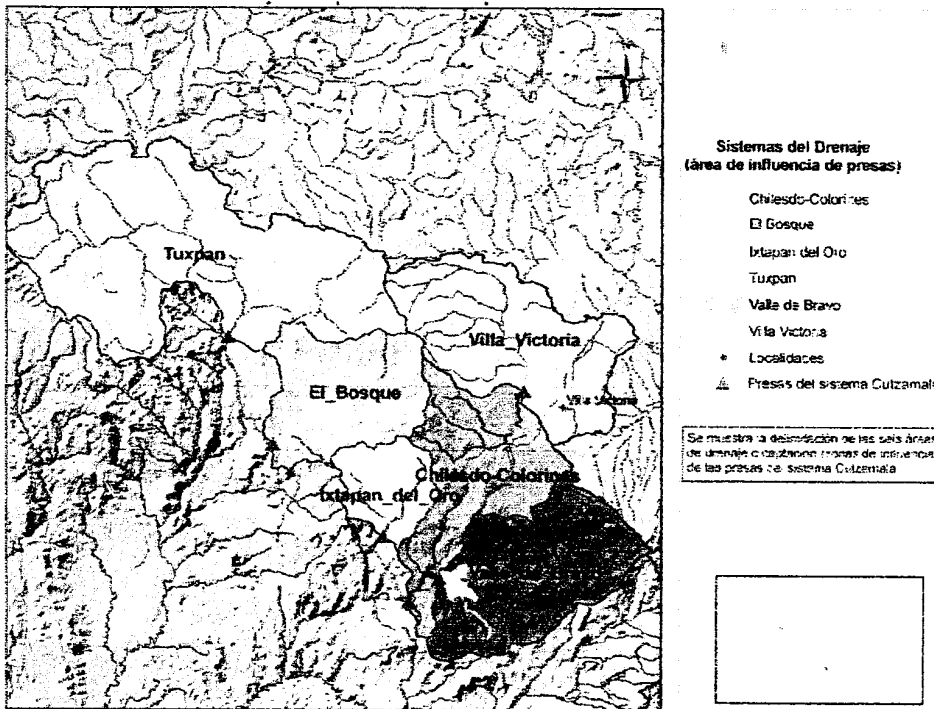 Tuxpan
Villa_Victoria
El_Bosque
Villa Victoria
Chilesdo-Colorines
Ixtapan_del_Oro
Sistemas del Drenaje
(área de influencia de presas)
Chilesdo-Colorines
El Bosque
Ixtapan del Oro
Tuxpan
Valle de Bravo
Villa Victoria
Localidades
Presas del sistema Cutzamala
Se muestra la delimitación de las seis áreas
de drenaje o captación (zonas de influencia)
de las presas del sistema Cutzamala